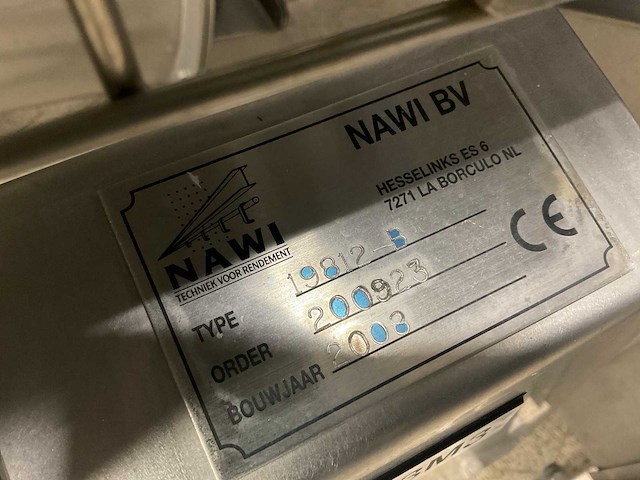 NAWI BV
HESSELINKS ES 6
7271 LA BORCULO NL
NAWI
TECHNIEK VOOR RENDEMENT
CE
TYPE 19812-B
ORDER 200923
BOUWJAAR 2003